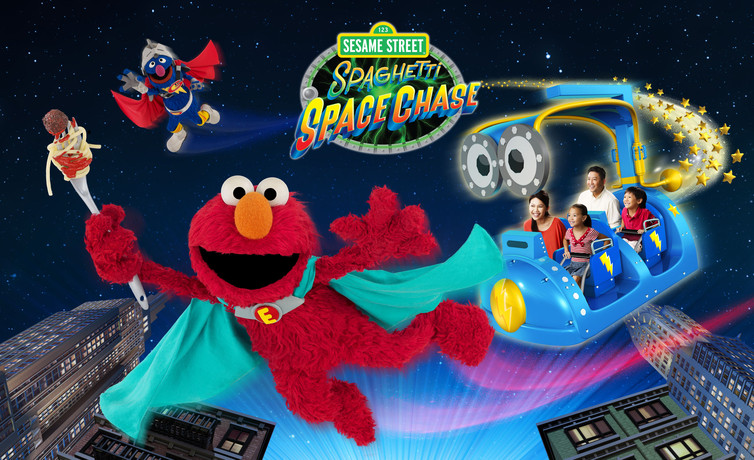 123
SESAME STREET
SPAGHETTI
SPACE CHASE
E